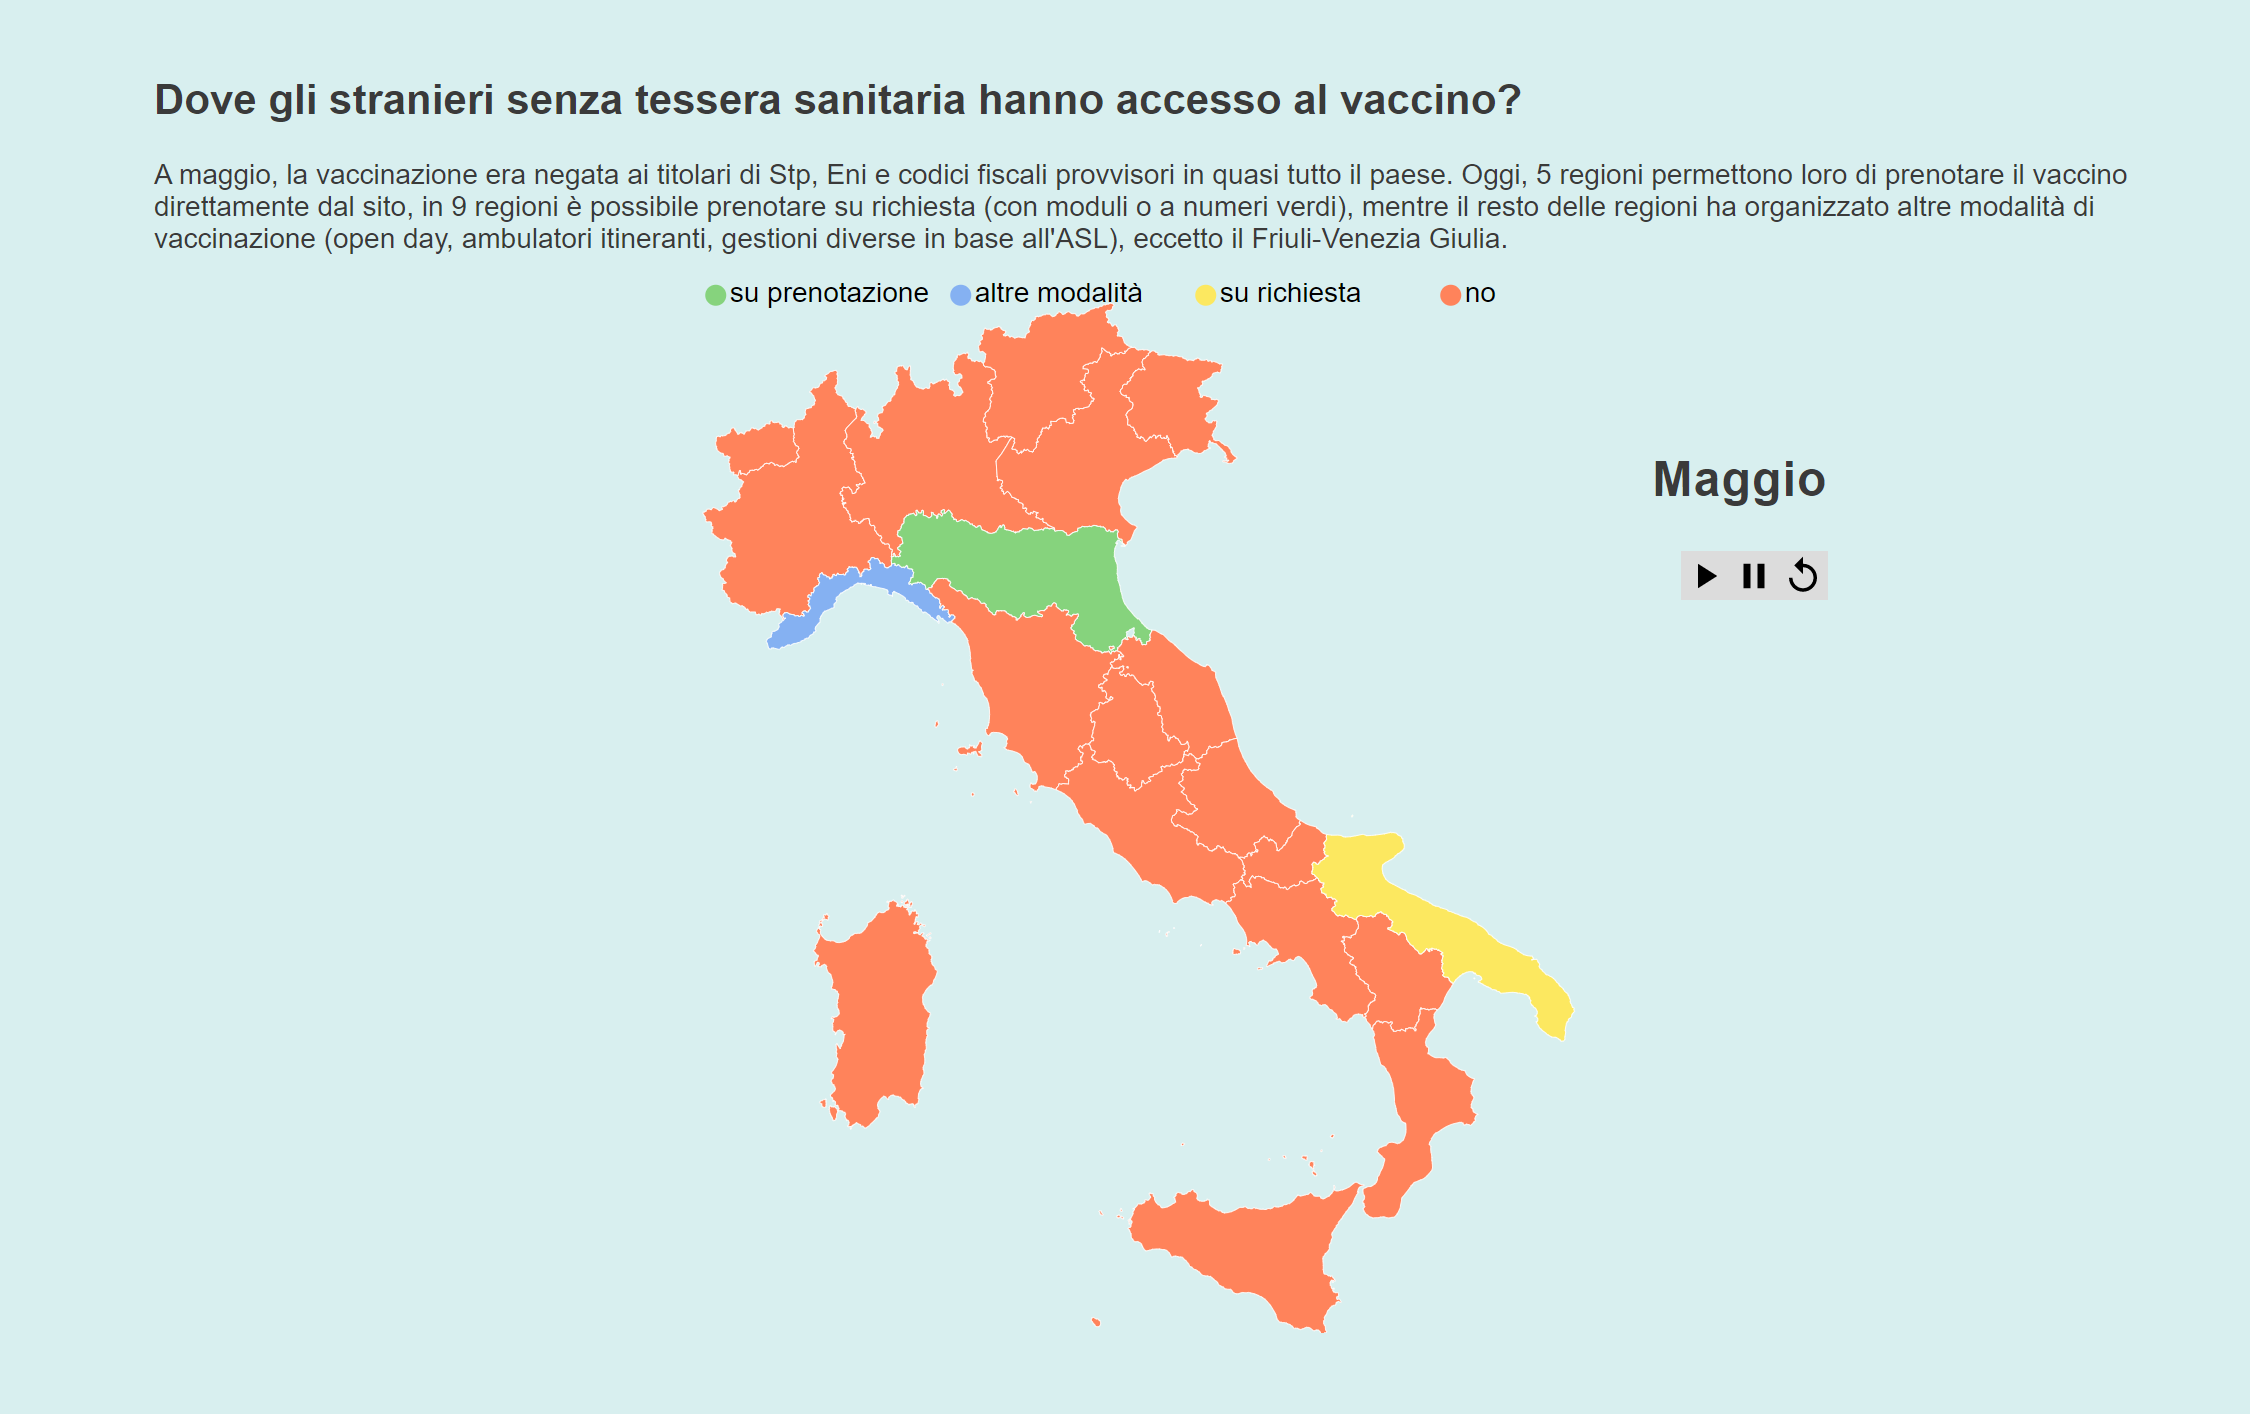 Dove gli stranieri senza tessera sanitaria hanno accesso al vaccino?
A maggio, la vaccinazione era negata ai titolari di Stp, Eni e codici fiscali provvisori in quasi tutto il paese. Oggi, 5 regioni permettono loro di prenotare il vaccino
direttamente dal sito, in 9 regioni è possibile prenotare su richiesta (con moduli o a numeri verdi), mentre il resto delle regioni ha organizzato altre modalità di
vaccinazione (open day, ambulatori itineranti, gestioni diverse in base all'ASL), eccetto il Friuli-Venezia Giulia.
su prenotazione altre modalità su richiesta no
Maggio